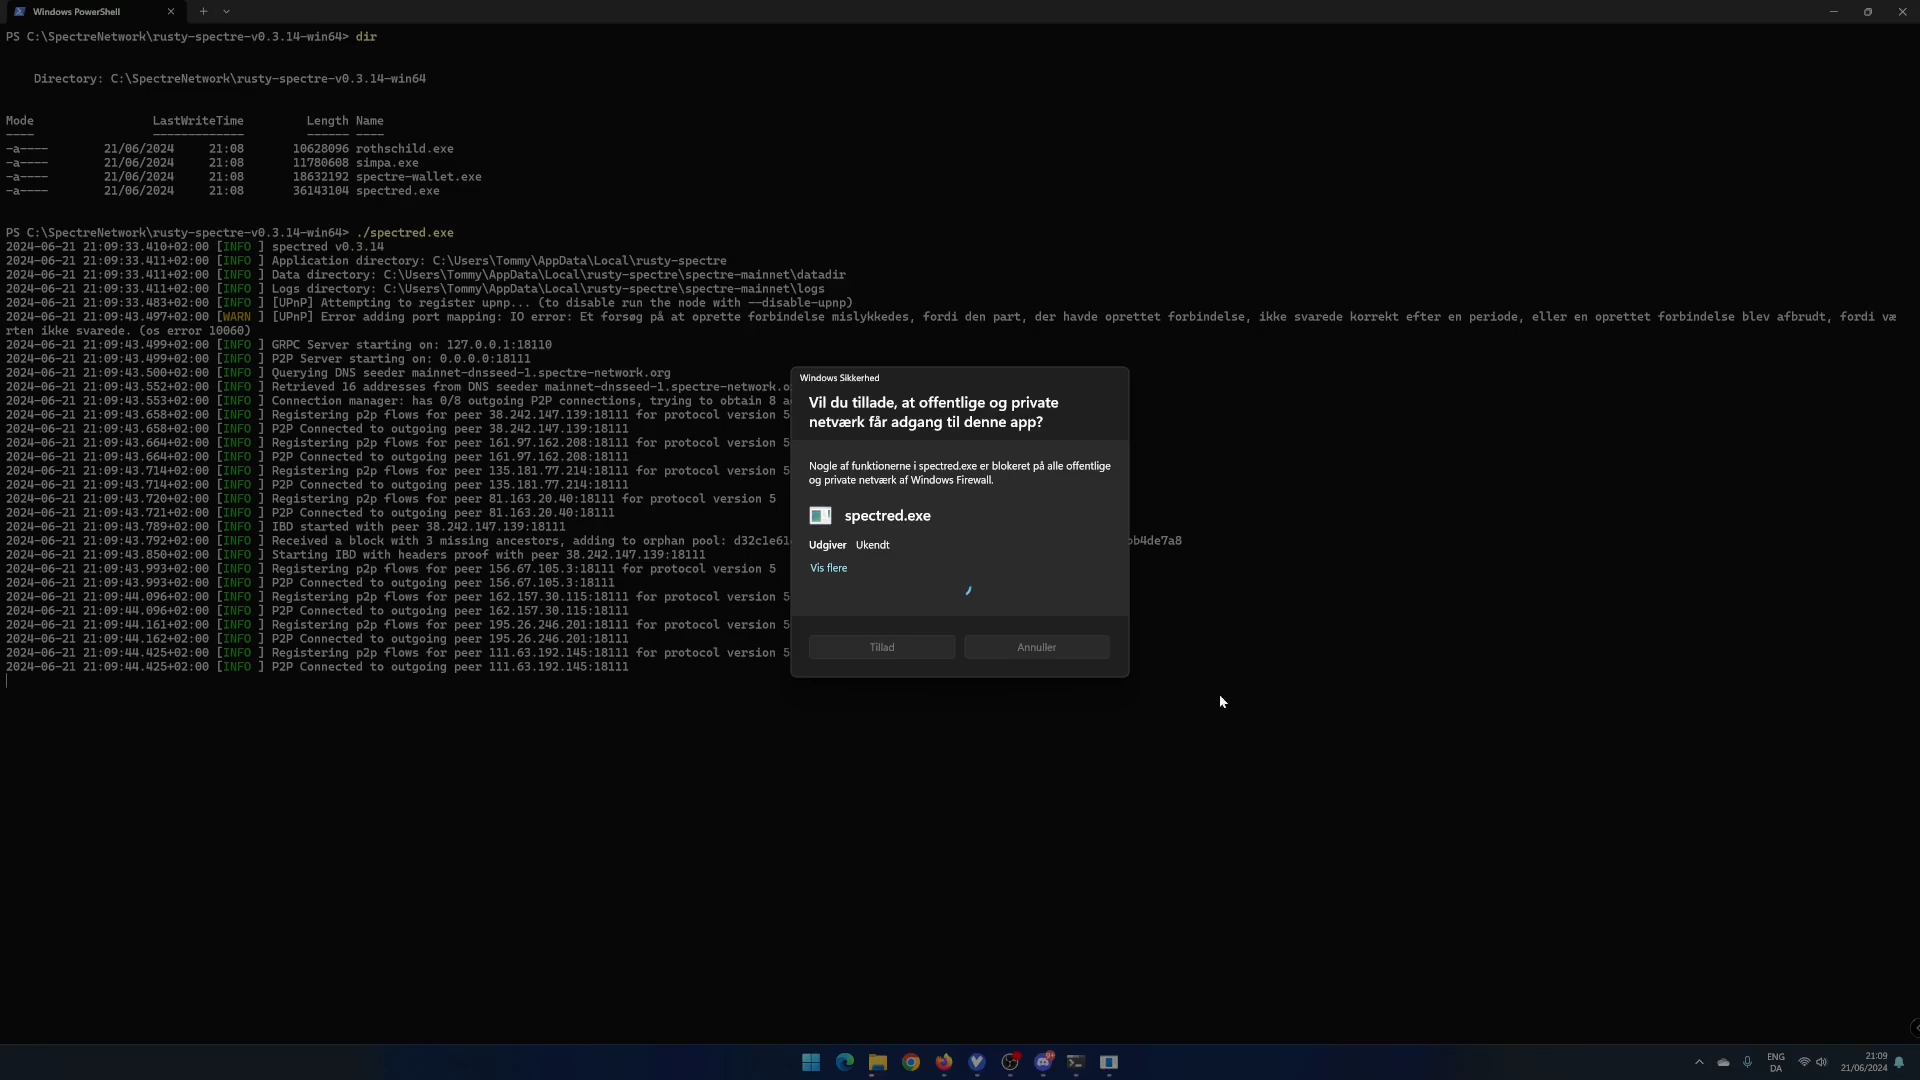 Windows PowerShell
PS C:\SpectreNetwork\rusty-spectre-v0.3.14-win64> dir
Directory: C:\SpectreNetwork\rusty-spectre-v0.3.14-win64
Mode LastWriteTime Length Name
---- ------------- ------ ----
-a---- 21/06/2024 21:08 10628096 rothschild.exe
-a---- 21/06/2024 21:08 11780608 simpa.exe
-a---- 21/06/2024 21:08 18632192 spectre-wallet.exe
-a---- 21/06/2024 21:08 36143104 spectred.exe
PS C:\SpectreNetwork\rusty-spectre-v0.3.14-win64> ./spectred.exe
2024-06-21 21:09:33.410+02:00 [INFO ] spectred v0.3.14
2024-06-21 21:09:33.411+02:00 [INFO ] Application directory: C:\Users\Tommy\AppData\Local\rusty-spectre
2024-06-21 21:09:33.411+02:00 [INFO ] Data directory: C:\Users\Tommy\AppData\Local\rusty-spectre\spectre-mainnet\datadir
2024-06-21 21:09:33.411+02:00 [INFO ] Logs directory: C:\Users\Tommy\AppData\Local\rusty-spectre\spectre-mainnet\logs
2024-06-21 21:09:33.483+02:00 [INFO ] [UPnP] Attempting to register upnp... (to disable run the node with --disable-upnp)
2024-06-21 21:09:43.497+02:00 [WARN ] [UPnP] Error adding port mapping: IO error: Et forsøg på at oprette forbindelse mislykkedes, fordi den part, der havde oprettet forbindelse, ikke svarede korrekt efter en periode, eller en oprettet forbindelse blev afbrudt, fordi væ
rten ikke svarede. (os error 10060)
2024-06-21 21:09:43.499+02:00 [INFO ] GRPC Server starting on: 127.0.0.1:18110
2024-06-21 21:09:43.499+02:00 [INFO ] P2P Server starting on: 0.0.0.0:18111
2024-06-21 21:09:43.500+02:00 [INFO ] Querying DNS seeder mainnet-dnsseed-1.spectre-network.org
2024-06-21 21:09:43.552+02:00 [INFO ] Retrieved 16 addresses from DNS seeder mainnet-dnsseed-1.spectre-network.o
2024-06-21 21:09:43.553+02:00 [INFO ] Connection manager: has 0/8 outgoing P2P connections, trying to obtain 8 a
2024-06-21 21:09:43.658+02:00 [INFO ] Registering p2p flows for peer 38.242.147.139:18111 for protocol version 5
2024-06-21 21:09:43.658+02:00 [INFO ] P2P Connected to outgoing peer 38.242.147.139:18111
2024-06-21 21:09:43.664+02:00 [INFO ] Registering p2p flows for peer 161.97.162.208:18111 for protocol version 5
2024-06-21 21:09:43.664+02:00 [INFO ] P2P Connected to outgoing peer 161.97.162.208:18111
2024-06-21 21:09:43.714+02:00 [INFO ] Registering p2p flows for peer 135.181.77.214:18111 for protocol version 5
2024-06-21 21:09:43.714+02:00 [INFO ] P2P Connected to outgoing peer 135.181.77.214:18111
2024-06-21 21:09:43.720+02:00 [INFO ] Registering p2p flows for peer 81.163.20.40:18111 for protocol version 5
2024-06-21 21:09:43.721+02:00 [INFO ] P2P Connected to outgoing peer 81.163.20.40:18111
2024-06-21 21:09:43.789+02:00 [INFO ] IBD started with peer 38.242.147.139:18111
2024-06-21 21:09:43.792+02:00 [INFO ] Received a block with 3 missing ancestors, adding to orphan pool: d32c1e61 b4de7a8
2024-06-21 21:09:43.850+02:00 [INFO ] Starting IBD with headers proof with peer 38.242.147.139:18111
2024-06-21 21:09:43.993+02:00 [INFO ] Registering p2p flows for peer 156.67.105.3:18111 for protocol version 5
2024-06-21 21:09:43.993+02:00 [INFO ] P2P Connected to outgoing peer 156.67.105.3:18111
2024-06-21 21:09:44.096+02:00 [INFO ] Registering p2p flows for peer 162.157.30.115:18111 for protocol version 5
2024-06-21 21:09:44.096+02:00 [INFO ] P2P Connected to outgoing peer 162.157.30.115:18111
2024-06-21 21:09:44.161+02:00 [INFO ] Registering p2p flows for peer 195.26.246.201:18111 for protocol version 5
2024-06-21 21:09:44.162+02:00 [INFO ] P2P Connected to outgoing peer 195.26.246.201:18111
2024-06-21 21:09:44.425+02:00 [INFO ] Registering p2p flows for peer 111.63.192.145:18111 for protocol version 5
2024-06-21 21:09:44.425+02:00 [INFO ] P2P Connected to outgoing peer 111.63.192.145:18111
Windows Sikkerhed
Vil du tillade, at offentlige og private
netværk får adgang til denne app?
Nogle af funktionerne i spectred.exe er blokeret på alle offentlige
og private netværk af Windows Firewall.
spectred.exe
Udgiver Ukendt
Vis flere
Tillad Annuller
ENG
DA
21:09
21/06/2024